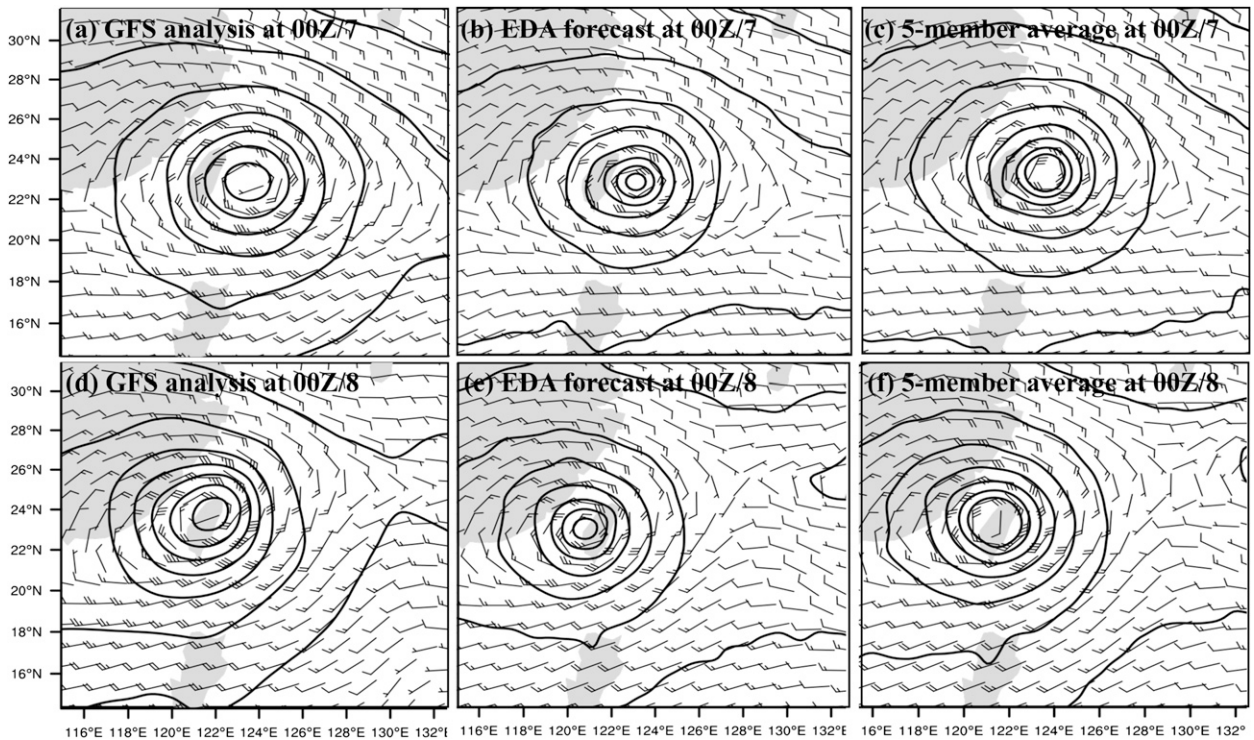 (a) GFS analysis at 00Z/7
(b) EDA forecast at 00Z/7
(c) 5-member average at 00Z/7
30°N
28°N
26°N
24°N
22°N
20°N
18°N
16°N
(d) GFS analysis at 00Z/8
(e) EDA forecast at 00Z/8
(f) 5-member average at 00Z/8
30°N
28°N
26°N
24°N
22°N
20°N
18°N
16°N
116°E 118°E 120°E 122°E 124°E 126°E 128°E 130°E 132°E
116°E 118°E 120°E 122°E 124°E 126°E 128°E 130°E 132°E
116°E 118°E 120°E 122°E 124°E 126°E 128°E 130°E 132°